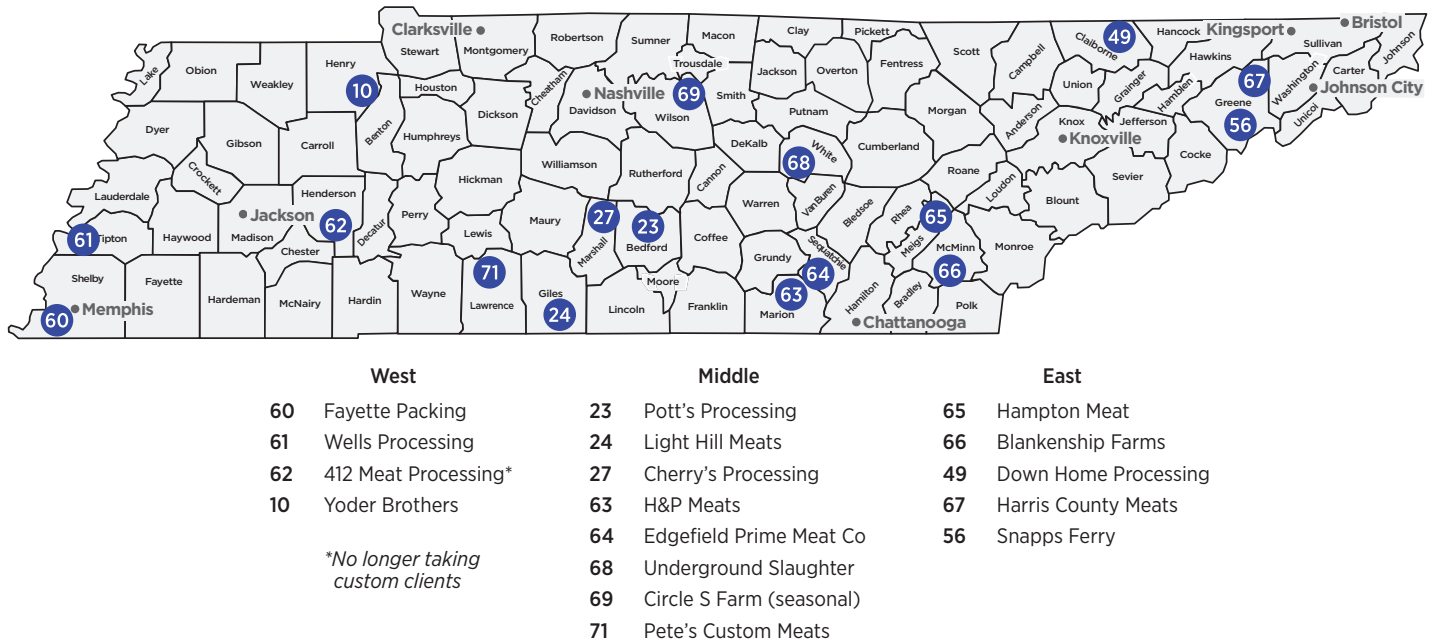 Clarksville
Bristol
Kingsport
Clay
Pickett
Hancock
Robertson
Sumner
Macon
Stewart
Montgomery
Scott
Campbell
Claiborne
49
Sullivan
Johnson
Lake
Obion
Weakley
Henry
Trousdale
Jackson
Overton
Fentress
Hawkins
10
Houston
Cheatham
Nashville
69
Smith
Union
Grainger
Hamblen
67
Washington
Carter
Johnson City
Dickson
Davidson
Wilson
Putnam
Morgan
Anderson
Knox
Jefferson
Greene
56
Unicoi
Dyer
Gibson
Carroll
Benton
Humphreys
Knoxville
Crockett
Williamson
Rutherford
Cannon
DeKalb
68
White
Cumberland
Roane
Loudon
Sevier
Cocke
Lauderdale
Henderson
Hickman
Warren
Van Buren
Bledsoe
Rhea
Blount
Jackson
62
Decatur
Perry
Maury
27
23
65
61
Tipton
Haywood
Madison
Chester
Lewis
Marshall
Bedford
Coffee
Grundy
Sequatchie
Meigs
McMinn
Monroe
Shelby
Fayette
71
Moore
64
66
Hardeman
McNairy
Hardin
Wayne
Lawrence
Giles
24
Lincoln
Franklin
63
Marion
Hamilton
Bradley
Polk
60
Memphis
Chattanooga
West
60 Fayette Packing
61 Wells Processing
62 412 Meat Processing*
10 Yoder Brothers
*No longer taking
custom clients
Middle
23 Pott's Processing
24 Light Hill Meats
27 Cherry's Processing
63 H&P Meats
64 Edgefield Prime Meat Co
68 Underground Slaughter
69 Circle S Farm (seasonal)
71 Pete's Custom Meats
East
65 Hampton Meat
66 Blankenship Farms
49 Down Home Processing
67 Harris County Meats
56 Snapps Ferry